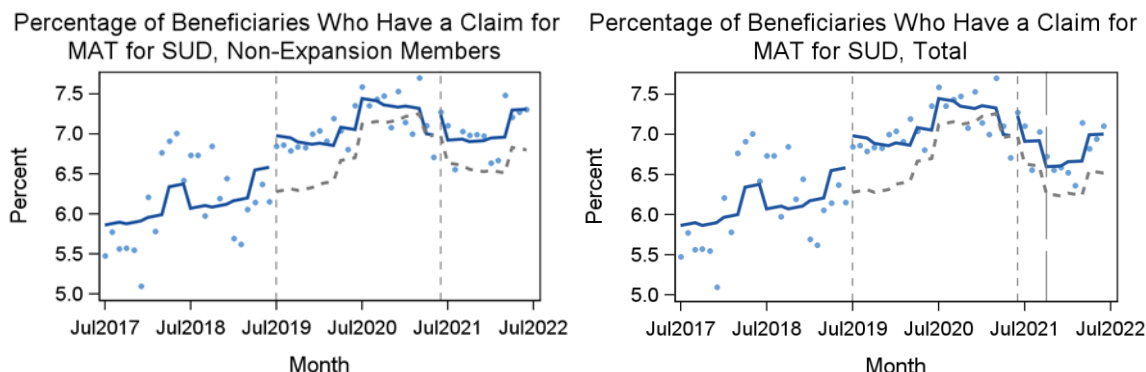 Percentage of Beneficiaries Who Have a Claim for
MAT for SUD, Non-Expansion Members
7.5
7.0
6.5
6.0
5.5
5.0
Percent
Jul2017 Jul2018 Jul2019 Jul2020 Jul2021 Jul2022
Month
Percentage of Beneficiaries Who Have a Claim for
MAT for SUD, Total
7.5
7.0
6.5
6.0
5.5
5.0
Percent
Jul2017 Jul2018 Jul2019 Jul2020 Jul2021 Jul2022
Month